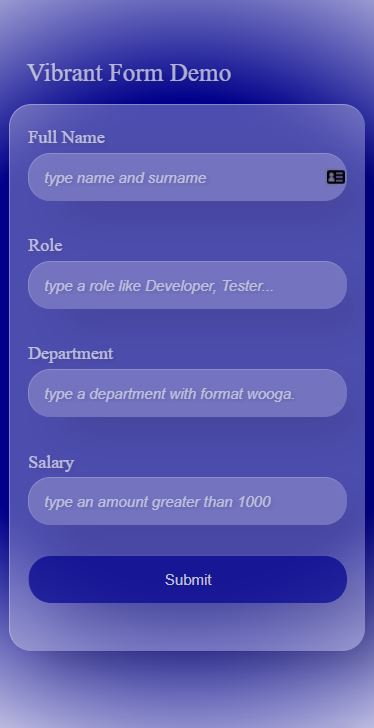 Vibrant Form Demo
Full Name
type name and surname
Role
type a role like Developer, Tester...
Department
type a department with format wooga.
Salary
type an amount greater than 1000
Submit